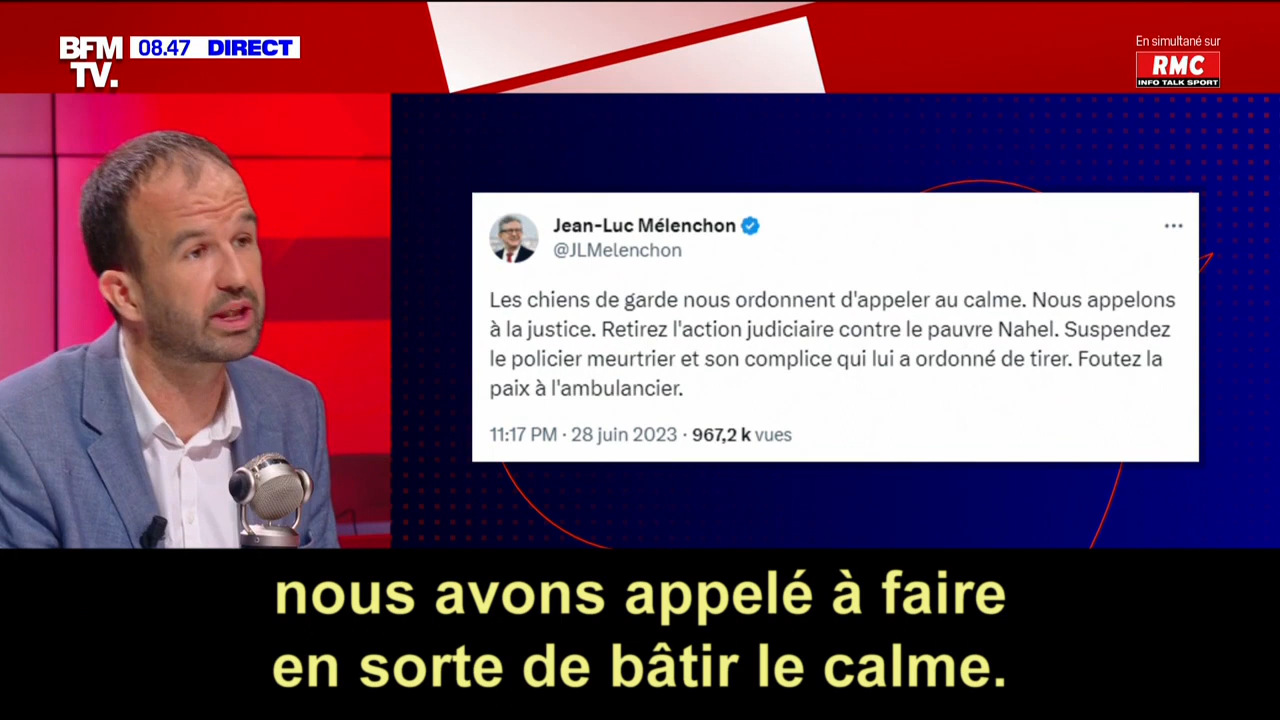 BFM
TV.
08.47 DIRECT
En simultané sur
RMC
INFO TALK SPORT
Jean-Luc Mélenchon
@JLMelenchon
Les chiens de garde nous ordonnent d'appeler au calme. Nous appelons
à la justice. Retirez l'action judiciaire contre le pauvre Nahel. Suspendez
le policier meurtrier et son complice qui lui a ordonné de tirer. Foutez la
paix à l'ambulancier.
11:17 PM · 28 juin 2023 · 967,2 k vues
nous avons appelé à faire
en sorte de bâtir le calme.